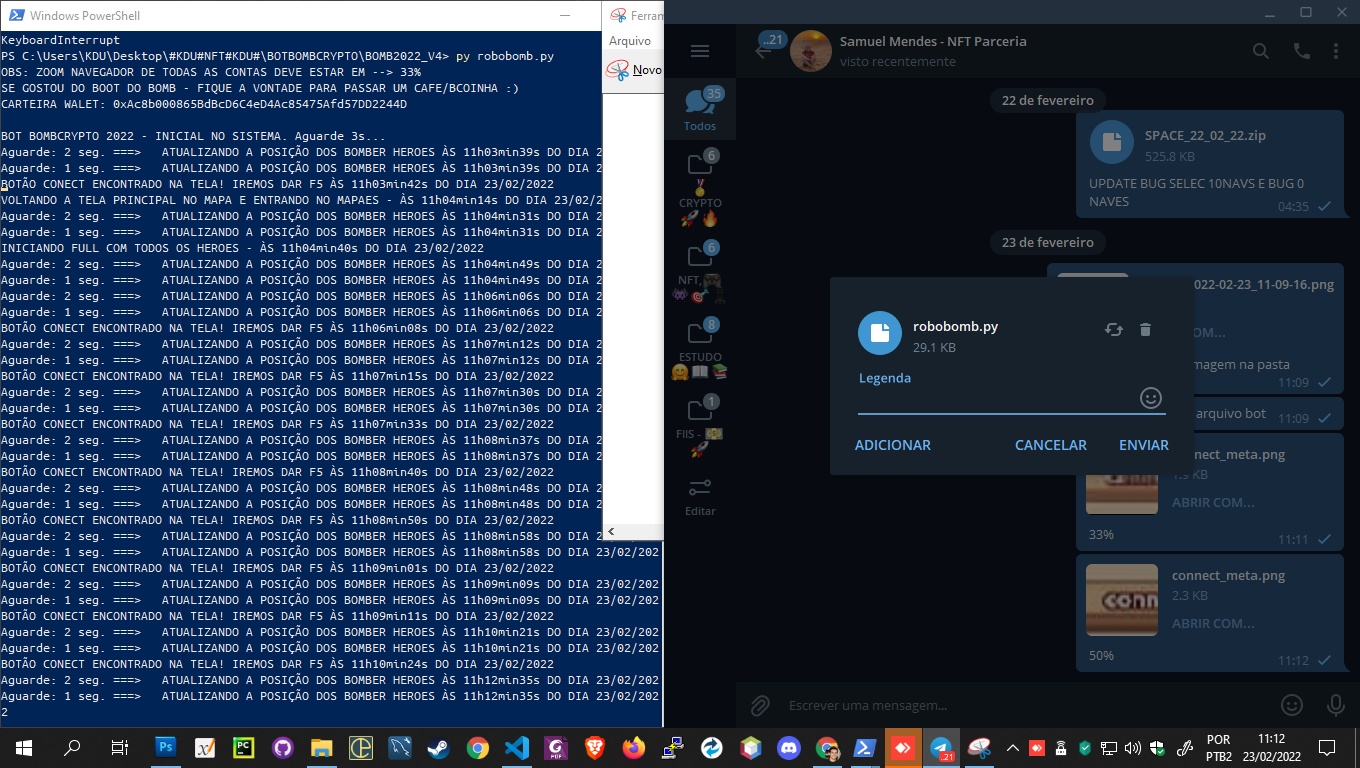 Windows PowerShell
KeyboardInterrupt
PS C:\Users\KDU\Desktop\#KDU#NFT#KDU#\BOTBOMBCRYPTO\BOMB2022_V4> py robobomb.py
OBS: ZOOM NAVEGADOR DE TODAS AS CONTAS DEVE ESTAR EM --> 33%
SE GOSTOU DO BOOT DO BOMB - FIQUE A VONTADE PARA PASSAR UM CAFE/BCOINHA :)
CARTEIRA WALET: 0xAc8b000865BdBcD6C4eD4Ac85475Afd57DD2244D
BOT BOMBCRYPTO 2022 - INICIAL NO SISTEMA. Aguarde 3s...
Aguarde: 2 seg. ===>   ATUALIZANDO A POSIÇÃO DOS BOMBER HEROES ÀS 11h03min39s DO DIA 2
Aguarde: 1 seg. ===>   ATUALIZANDO A POSIÇÃO DOS BOMBER HEROES ÀS 11h03min39s DO DIA 2
BOTÃO CONECT ENCONTRADO NA TELA! IREMOS DAR F5 ÀS 11h03min42s DO DIA 23/02/2022
VOLTANDO A TELA PRINCIPAL NO MAPA E ENTRANDO NO MAPAES - ÀS 11h04min14s DO DIA 23/02/2
Aguarde: 2 seg. ===>   ATUALIZANDO A POSIÇÃO DOS BOMBER HEROES ÀS 11h04min31s DO DIA 2
Aguarde: 1 seg. ===>   ATUALIZANDO A POSIÇÃO DOS BOMBER HEROES ÀS 11h04min31s DO DIA 2
INICIANDO FULL COM TODOS OS HEROES - ÀS 11h04min40s DO DIA 23/02/2022
Aguarde: 2 seg. ===>   ATUALIZANDO A POSIÇÃO DOS BOMBER HEROES ÀS 11h04min49s DO DIA 2
Aguarde: 1 seg. ===>   ATUALIZANDO A POSIÇÃO DOS BOMBER HEROES ÀS 11h04min49s DO DIA 2
Aguarde: 2 seg. ===>   ATUALIZANDO A POSIÇÃO DOS BOMBER HEROES ÀS 11h06min06s DO DIA 2
Aguarde: 1 seg. ===>   ATUALIZANDO A POSIÇÃO DOS BOMBER HEROES ÀS 11h06min06s DO DIA 2
BOTÃO CONECT ENCONTRADO NA TELA! IREMOS DAR F5 ÀS 11h06min08s DO DIA 23/02/2022
Aguarde: 2 seg. ===>   ATUALIZANDO A POSIÇÃO DOS BOMBER HEROES ÀS 11h07min12s DO DIA 2
Aguarde: 1 seg. ===>   ATUALIZANDO A POSIÇÃO DOS BOMBER HEROES ÀS 11h07min12s DO DIA 2
BOTÃO CONECT ENCONTRADO NA TELA! IREMOS DAR F5 ÀS 11h07min15s DO DIA 23/02/2022
Aguarde: 2 seg. ===>   ATUALIZANDO A POSIÇÃO DOS BOMBER HEROES ÀS 11h07min30s DO DIA 2
Aguarde: 1 seg. ===>   ATUALIZANDO A POSIÇÃO DOS BOMBER HEROES ÀS 11h07min30s DO DIA 2
BOTÃO CONECT ENCONTRADO NA TELA! IREMOS DAR F5 ÀS 11h07min33s DO DIA 23/02/2022
Aguarde: 2 seg. ===>   ATUALIZANDO A POSIÇÃO DOS BOMBER HEROES ÀS 11h08min37s DO DIA 2
Aguarde: 1 seg. ===>   ATUALIZANDO A POSIÇÃO DOS BOMBER HEROES ÀS 11h08min37s DO DIA 2
BOTÃO CONECT ENCONTRADO NA TELA! IREMOS DAR F5 ÀS 11h08min40s DO DIA 23/02/2022
Aguarde: 2 seg. ===>   ATUALIZANDO A POSIÇÃO DOS BOMBER HEROES ÀS 11h08min48s DO DIA 2
Aguarde: 1 seg. ===>   ATUALIZANDO A POSIÇÃO DOS BOMBER HEROES ÀS 11h08min48s DO DIA 2
BOTÃO CONECT ENCONTRADO NA TELA! IREMOS DAR F5 ÀS 11h08min50s DO DIA 23/02/2022
Aguarde: 2 seg. ===>   ATUALIZANDO A POSIÇÃO DOS BOMBER HEROES ÀS 11h08min58s DO DIA 2
Aguarde: 1 seg. ===>   ATUALIZANDO A POSIÇÃO DOS BOMBER HEROES ÀS 11h08min58s DO DIA 23/02/202
BOTÃO CONECT ENCONTRADO NA TELA! IREMOS DAR F5 ÀS 11h09min01s DO DIA 23/02/2022
Aguarde: 2 seg. ===>   ATUALIZANDO A POSIÇÃO DOS BOMBER HEROES ÀS 11h09min09s DO DIA 23/02/202
Aguarde: 1 seg. ===>   ATUALIZANDO A POSIÇÃO DOS BOMBER HEROES ÀS 11h09min09s DO DIA 23/02/202
BOTÃO CONECT ENCONTRADO NA TELA! IREMOS DAR F5 ÀS 11h09min11s DO DIA 23/02/2022
Aguarde: 2 seg. ===>   ATUALIZANDO A POSIÇÃO DOS BOMBER HEROES ÀS 11h10min21s DO DIA 23/02/202
Aguarde: 1 seg. ===>   ATUALIZANDO A POSIÇÃO DOS BOMBER HEROES ÀS 11h10min21s DO DIA 23/02/202
BOTÃO CONECT ENCONTRADO NA TELA! IREMOS DAR F5 ÀS 11h10min24s DO DIA 23/02/2022
Aguarde: 2 seg. ===>   ATUALIZANDO A POSIÇÃO DOS BOMBER HEROES ÀS 11h12min35s DO DIA 23/02/202
Aguarde: 1 seg. ===>   ATUALIZANDO A POSIÇÃO DOS BOMBER HEROES ÀS 11h12min35s DO DIA 23/02/202
2
Ferran
Arquivo
Novo
..21
Samuel Mendes - NFT Parceria
visto recentemente
35
Todos
6
CRYPTO
6
NFT,
8
ESTUDO
1
FIIS -
Editar
22 de fevereiro
SPACE_22_02_22.zip
525.8 KB
UPDATE BUG SELEC 10NAVS E BUG 0
NAVES
04:35
23 de fevereiro
022-02-23_11-09-16.png
OM...
magem na pasta
11:09
arquivo bot
11:09
robobomb.py
29.1 KB
Legenda
ADICIONAR
CANCELAR
ENVIAR
nect_meta.png
1.9 KB
ABRIR COM...
33%
11:11
connect_meta.png
2.3 KB
ABRIR COM...
conn
50%
11:12
Escrever uma mensagem...
Ps
PC
.21
POR
PTB2
11:12
23/02/2022